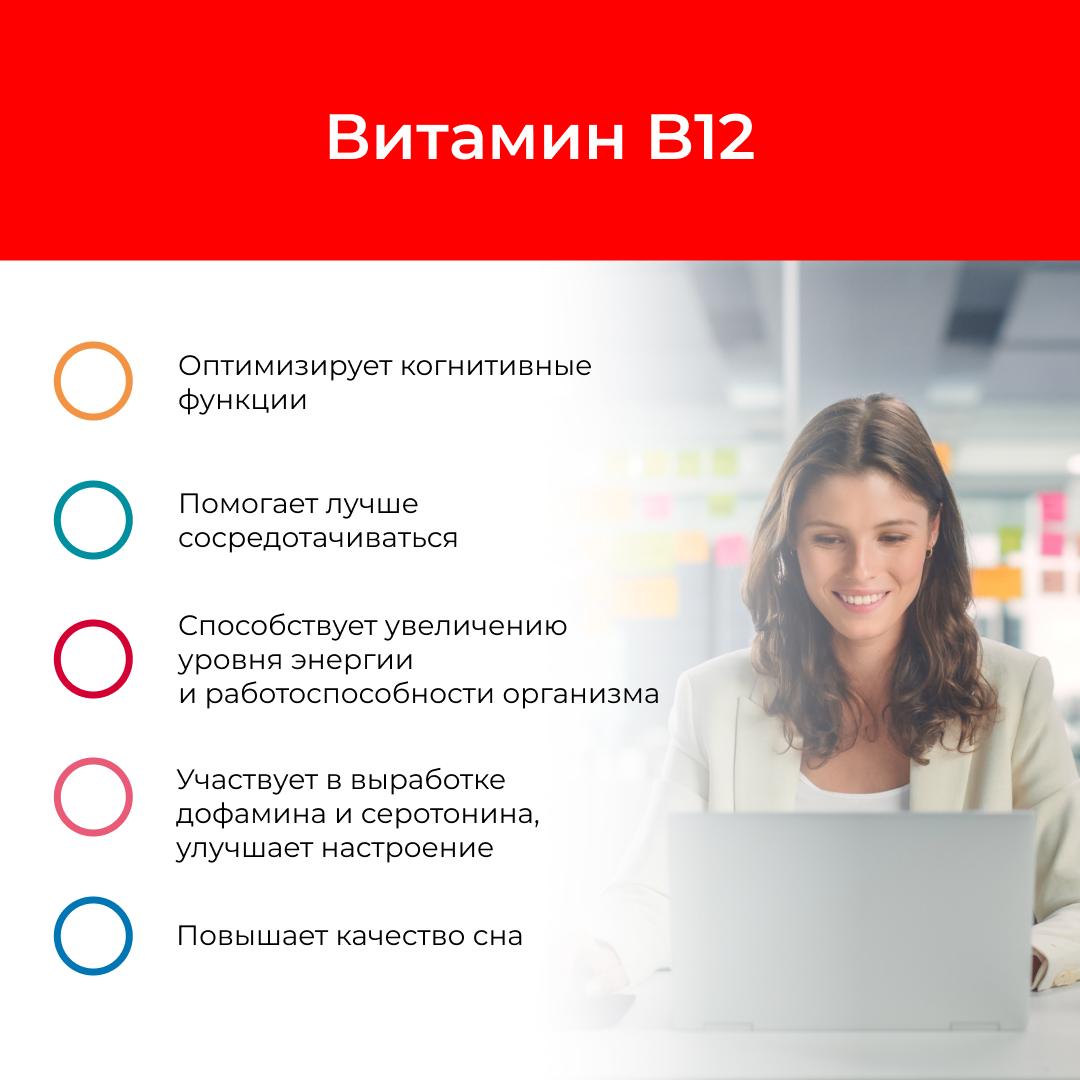 Витамин B12
Оптимизирует когнитивные
функции
Помогает лучше
сосредотачиваться
Способствует увеличению
уровня энергии
и работоспособности организма
Участвует в выработке
дофамина и серотонина,
улучшает настроение
Повышает качество сна